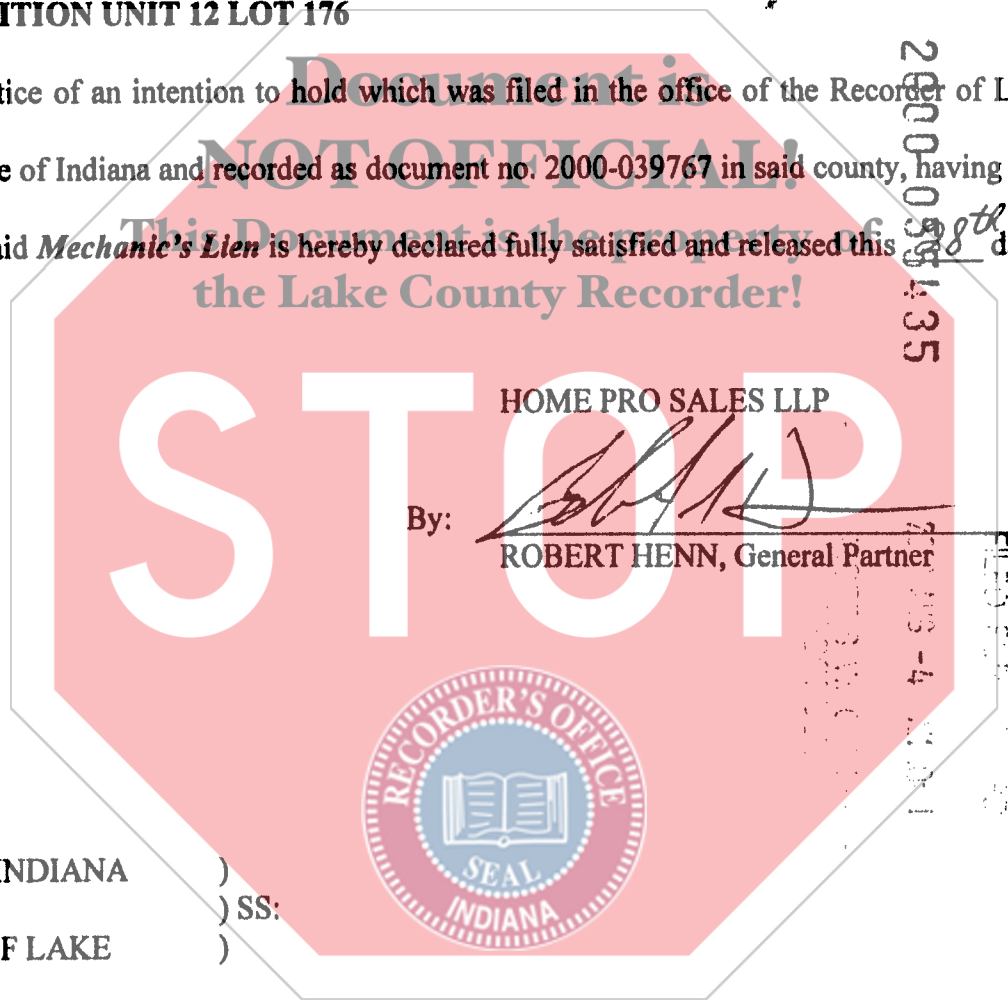 ITION UNIT 12 LOT 176
Document is
tice of an intention to hold which was filed in the office of the Recorder of L
NOT OFFICIAL!
e of Indiana and recorded as document no. 2000-039767 in said county, having
This Document is the property of
id Mechanic's Lien is hereby declared fully satisfied and released this 28th d
the Lake County Recorder!
STOP
HOME PRO SALES LLP
By:
ROBERT HENN, General Partner
RECORDER'S OFFICE
SEAL
INDIANA
NDIANA )
) SS:
F LAKE )